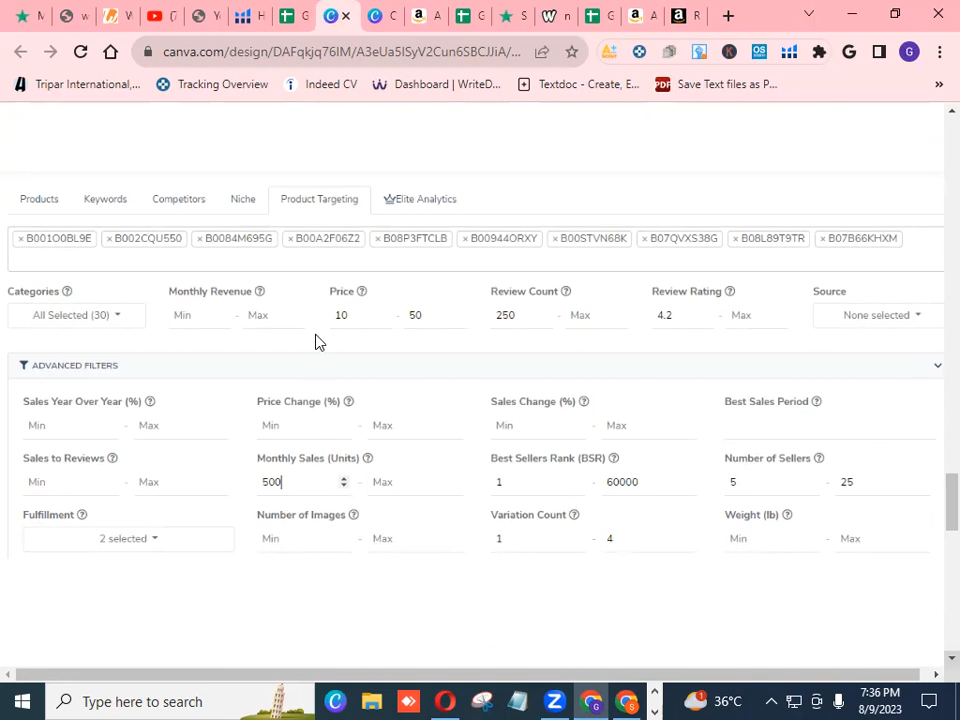 w
Y
(
Y
H
G
C
A
G
S
n
G
A
R
canva.com/design/DAFqkjq76IM/A3eUa5ISyV2Cun6SBCJJiA/...
G
Tripar International,...
Tracking Overview
Indeed CV
Dashboard | WriteD...
Textdoc - Create, E...
PDF
Save Text files as P...
»
Products
Keywords
Competitors
Niche
Product Targeting
Elite Analytics
× B001O0BL9E
× B002CQU550
× B0084M695G
× B00A2F06Z2
× B08P3FTCLB
× B00944ORXY
× B00STVN68K
× B07QVXS38G
× B08L89T9TR
× B07B66KHXM
Categories
Monthly Revenue
Price
Review Count
Review Rating
Source
All Selected (30)
Min - Max
10 - 50
250 - Max
4.2 - Max
None selected
ADVANCED FILTERS
Sales Year Over Year (%)
Price Change (%)
Sales Change (%)
Best Sales Period
Min - Max
Min - Max
Min - Max
Sales to Reviews
Monthly Sales (Units)
Best Sellers Rank (BSR)
Number of Sellers
Min - Max
500 - Max
1 - 60000
5 - 25
Fulfillment
Number of Images
Variation Count
Weight (lb)
2 selected
Min - Max
1 - 4
Min - Max
Type here to search
36°C
7:36 PM
8/9/2023